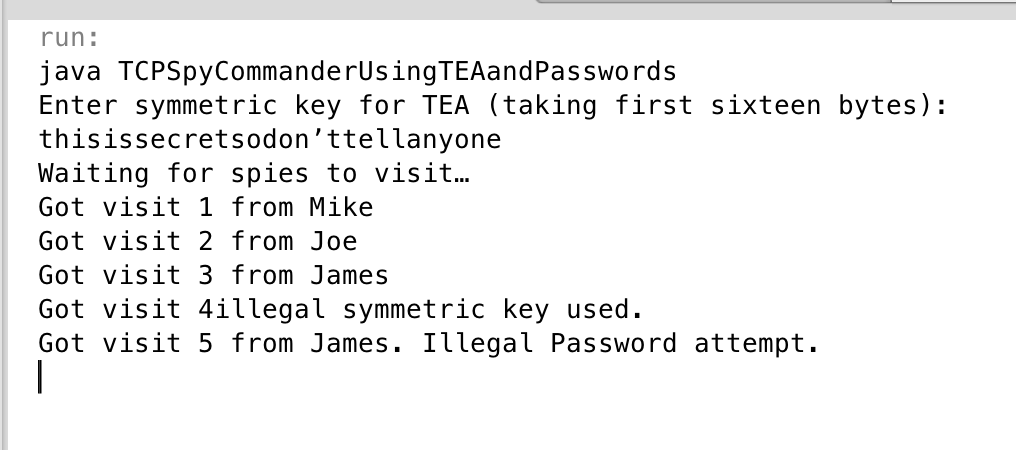 run:
java TCPSpyCommanderUsingTEAandPasswords
Enter symmetric key for TEA (taking first sixteen bytes):
thisissecretsodon’ttellanyone
Waiting for spies to visit…
Got visit 1 from Mike
Got visit 2 from Joe
Got visit 3 from James
Got visit 4illegal symmetric key used.
Got visit 5 from James. Illegal Password attempt.